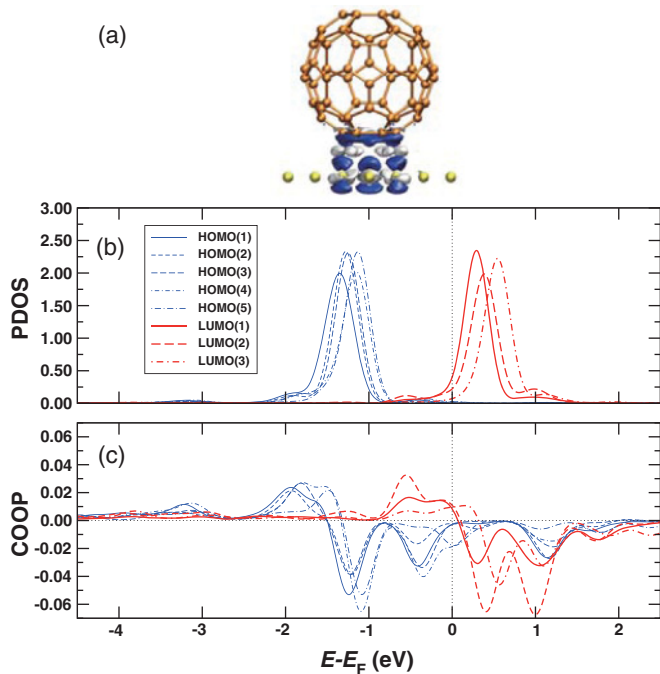 (a)
3.00
2.50
2.00
1.50
1.00
0.50
0.00
PDOS
(b)
HOMO(1)
HOMO(2)
HOMO(3)
HOMO(4)
HOMO(5)
LUMO(1)
LUMO(2)
LUMO(3)
0.06
0.04
0.02
0.00
-0.02
-0.04
-0.06
COOP
(c)
-4 -3 -2 -1 0 1 2
E-EF (eV)